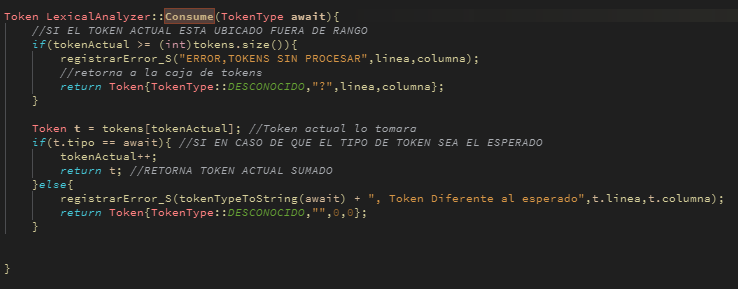 Token LexicalAnalyzer::Consume(TokenType await){
//SI EL TOKEN ACTUAL ESTA UBICADO FUERA DE RANGO
if(tokenActual >= (int)tokens.size()){
registrarError_S("ERROR,TOKENS SIN PROCESAR",linea,columna);
//retorna a la caja de tokens
return Token{TokenType::DESCONOCIDO,"?",linea,columna};
}
Token t = tokens[tokenActual]; //Token actual lo tomara
if(t.tipo == await){ //SI EN CASO DE QUE EL TIPO DE TOKEN SEA EL ESPERADO
tokenActual++;
return t; //RETORNA TOKEN ACTUAL SUMADO
}else{
registrarError_S(tokenTypeToString(await) + ", Token Diferente al esperado",t.linea,t.columna);
return Token{TokenType::DESCONOCIDO,"",0,0};
}
}